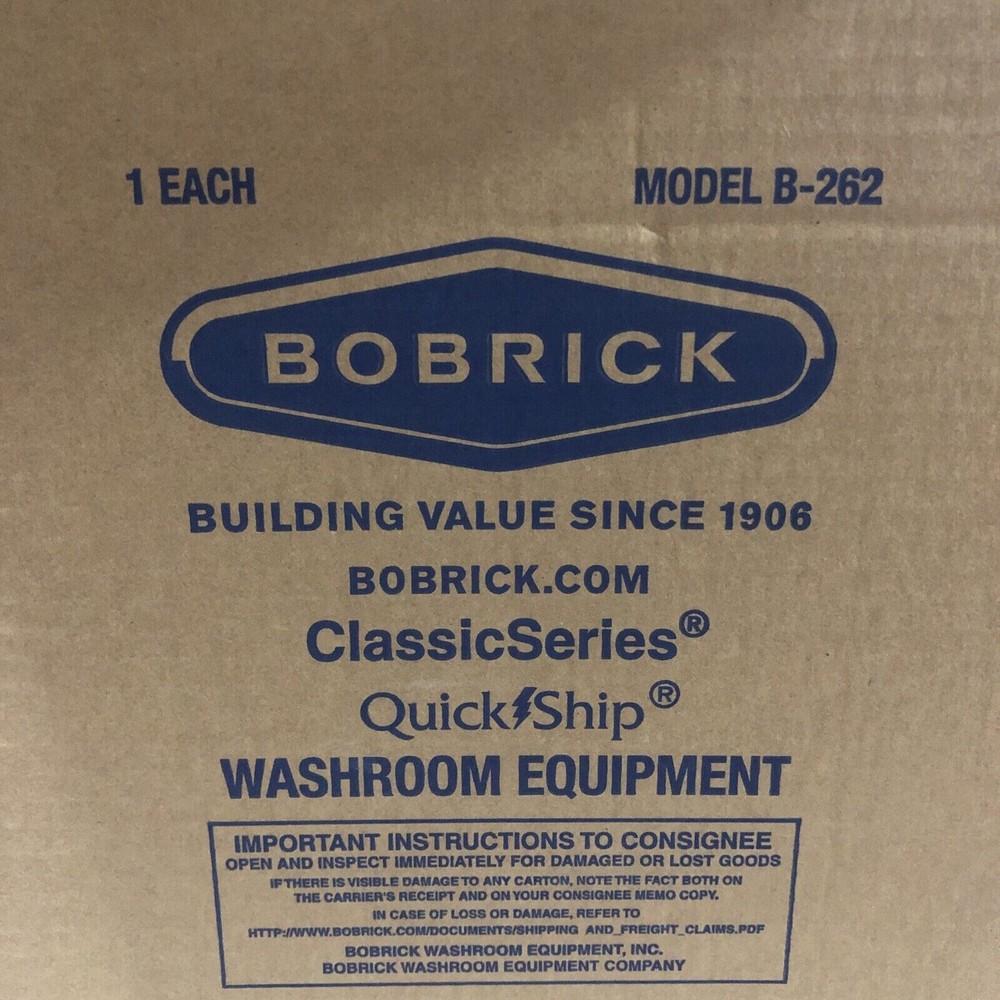 1 EACH MODEL B-262
BOBRICK
BUILDING VALUE SINCE 1906
BOBRICK.COM
ClassicSeries®
Quick Ship®
WASHROOM EQUIPMENT
IMPORTANT INSTRUCTIONS TO CONSIGNEE
OPEN AND INSPECT IMMEDIATELY FOR DAMAGED OR LOST GOODS
IF THERE IS VISIBLE DAMAGE TO ANY CARTON, NOTE THE FACT BOTH ON
THE CARRIER'S RECEIPT AND ON YOUR CONSIGNEE MEMO COPY.
IN CASE OF LOSS OR DAMAGE, REFER TO
HTTP://WWW.BOBRICK.COM/DOCUMENTS/SHIPPING_AND_FREIGHT_CLAIMS.PDF
BOBRICK WASHROOM EQUIPMENT, INC.
BOBRICK WASHROOM EQUIPMENT COMPANY